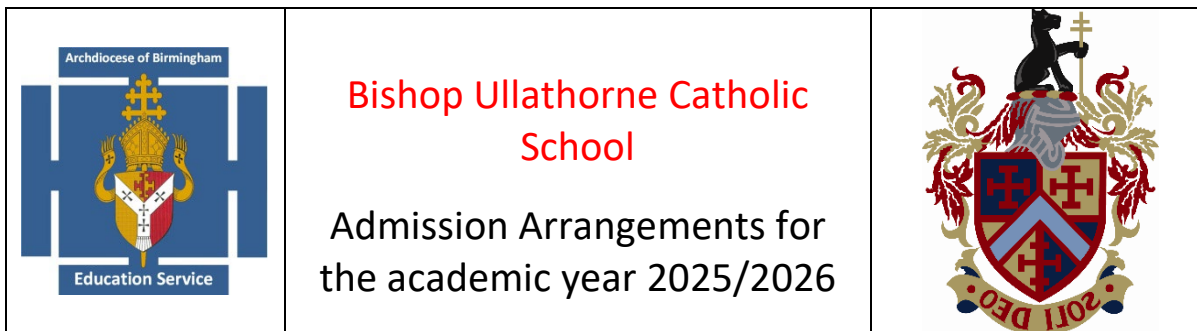 Archdiocese of Birmingham
Education Service
Bishop Ullathorne Catholic
School
Admission Arrangements for
the academic year 2025/2026
SOLI DEO